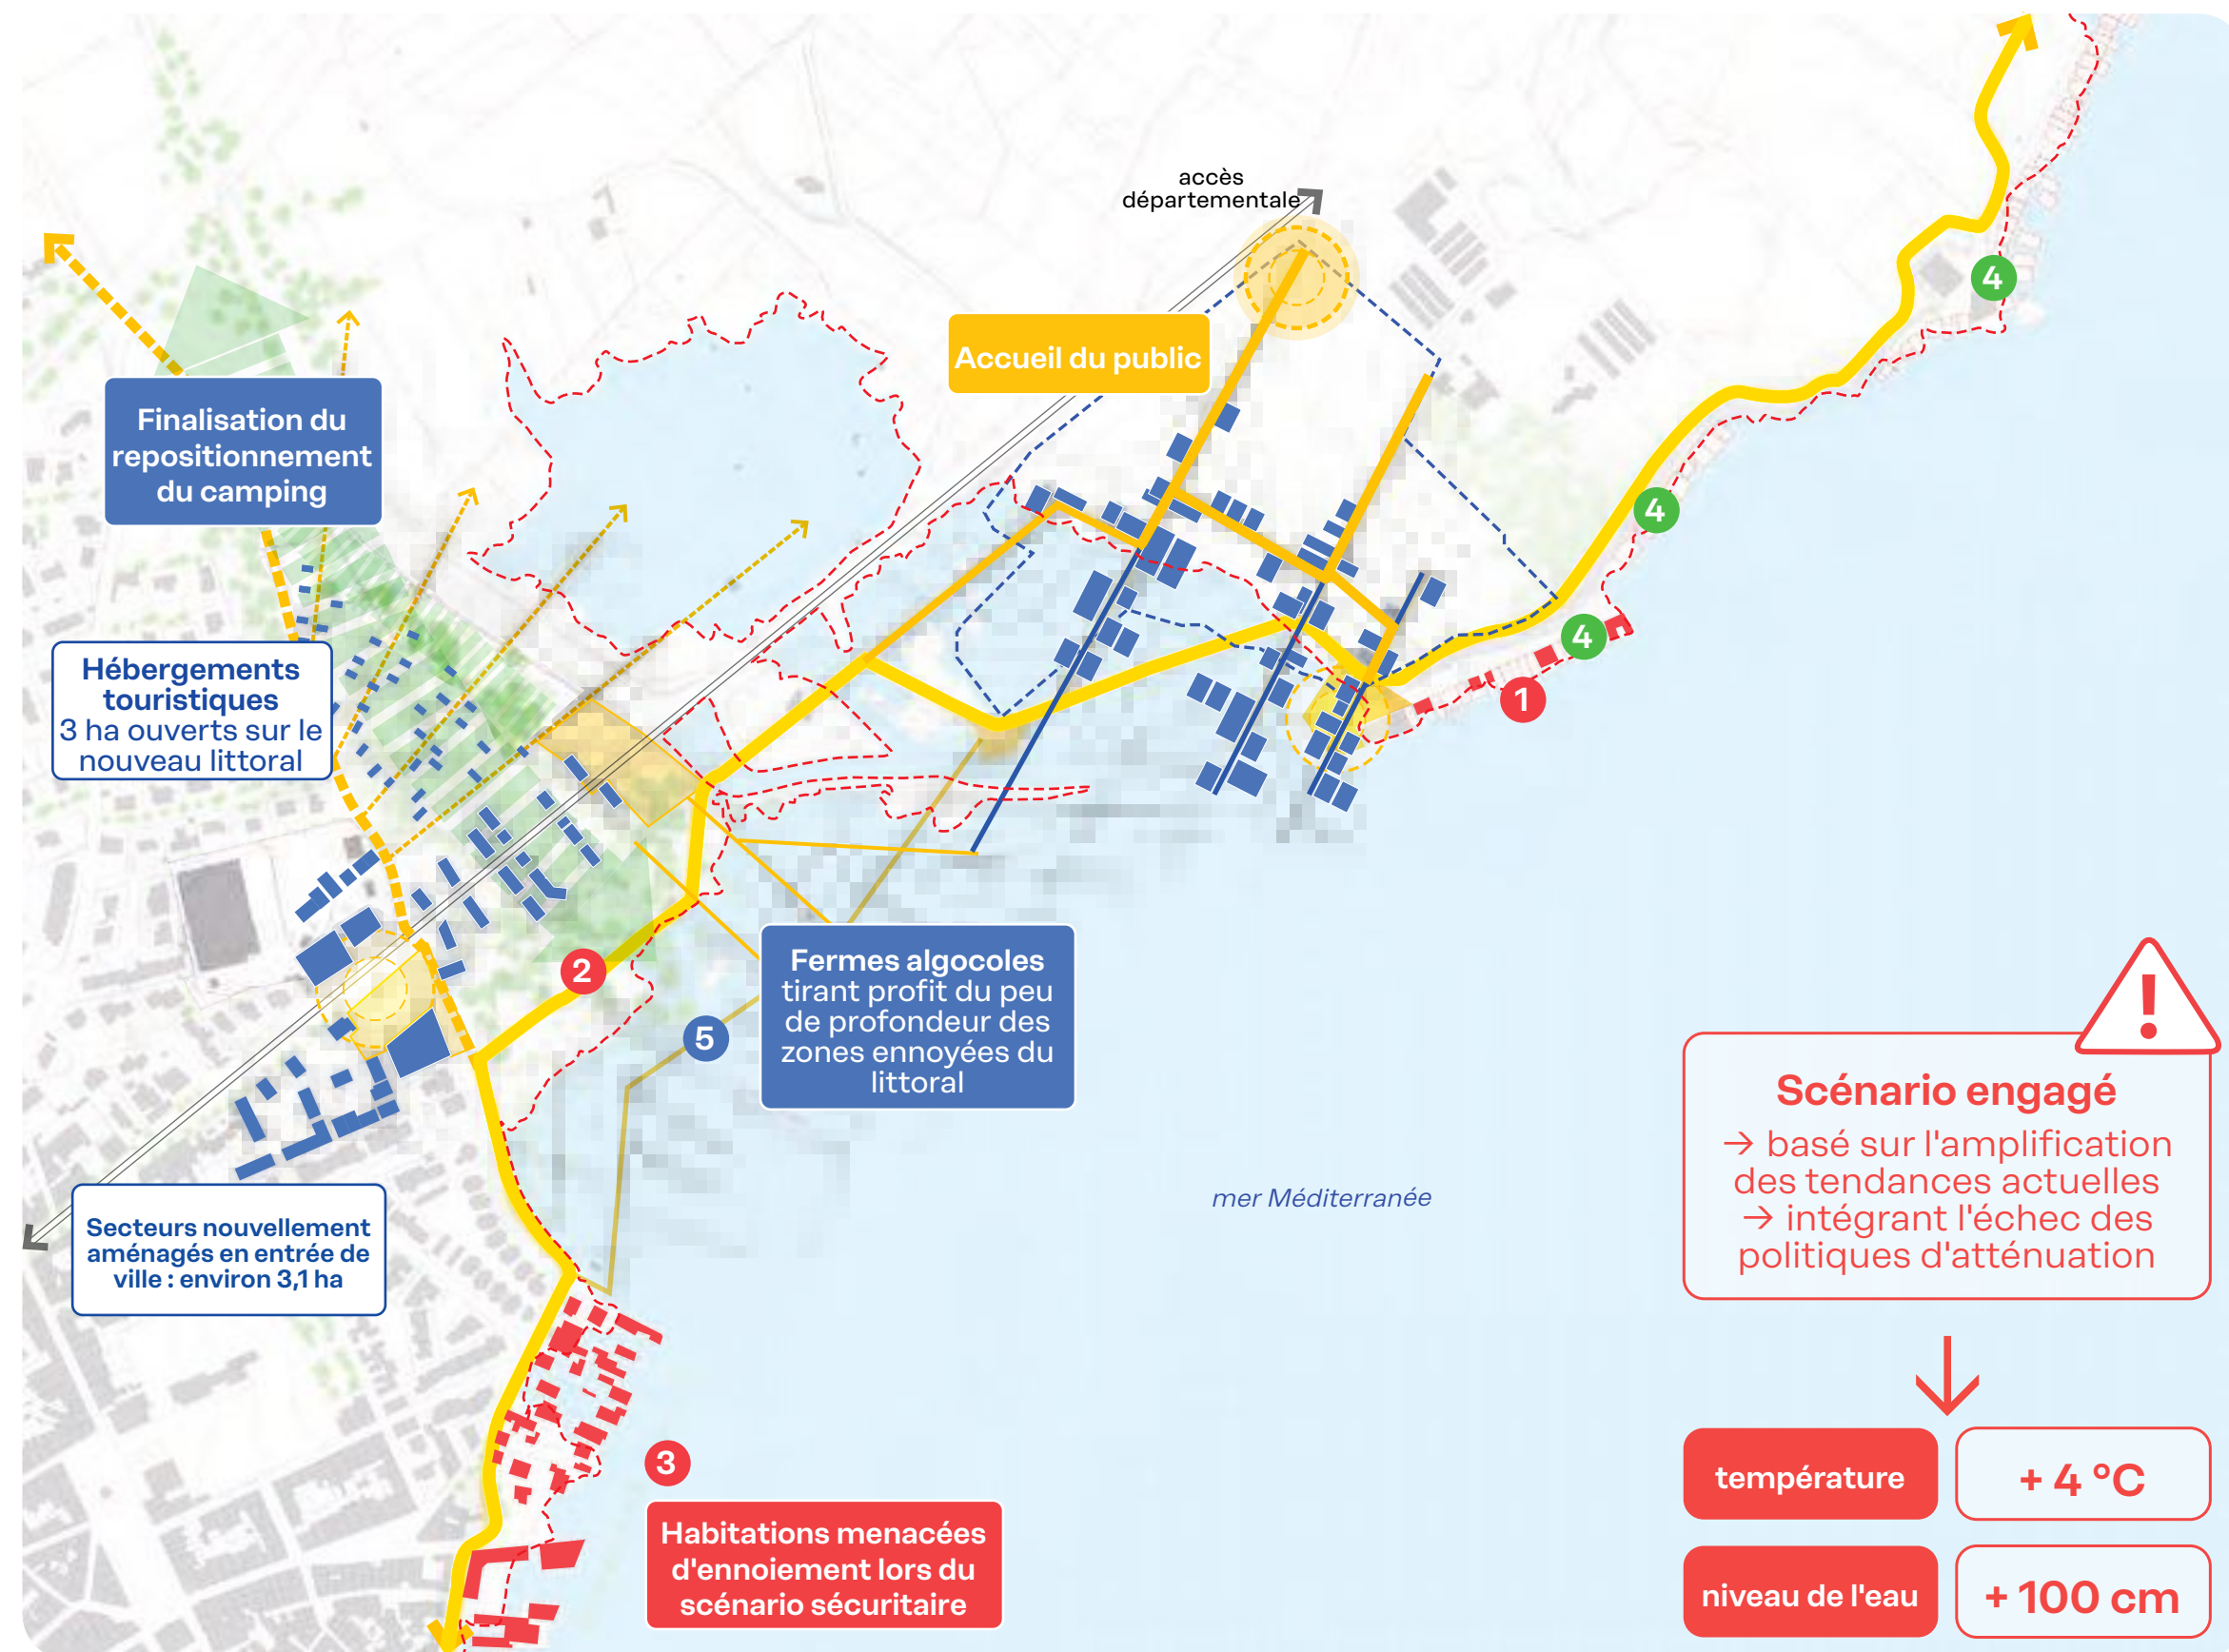 accès
départementale
4
Accueil du public
Finalisation du
repositionnement
du camping
4
4
Hébergements
touristiques
3 ha ouverts sur le
nouveau littoral
1
2
Fermes algocoles
tirant profit du peu
de profondeur des
zones ennoyées du
littoral
5
!
Scénario engagé
→ basé sur l'amplification
des tendances actuelles
→ intégrant l'échec des
politiques d'atténuation
mer Méditerranée
Secteurs nouvellement
aménagés en entrée de
ville : environ 3,1 ha
3
Habitations menacées
d'ennoiement lors du
scénario sécuritaire
température
+ 4 °C
niveau de l'eau
+ 100 cm